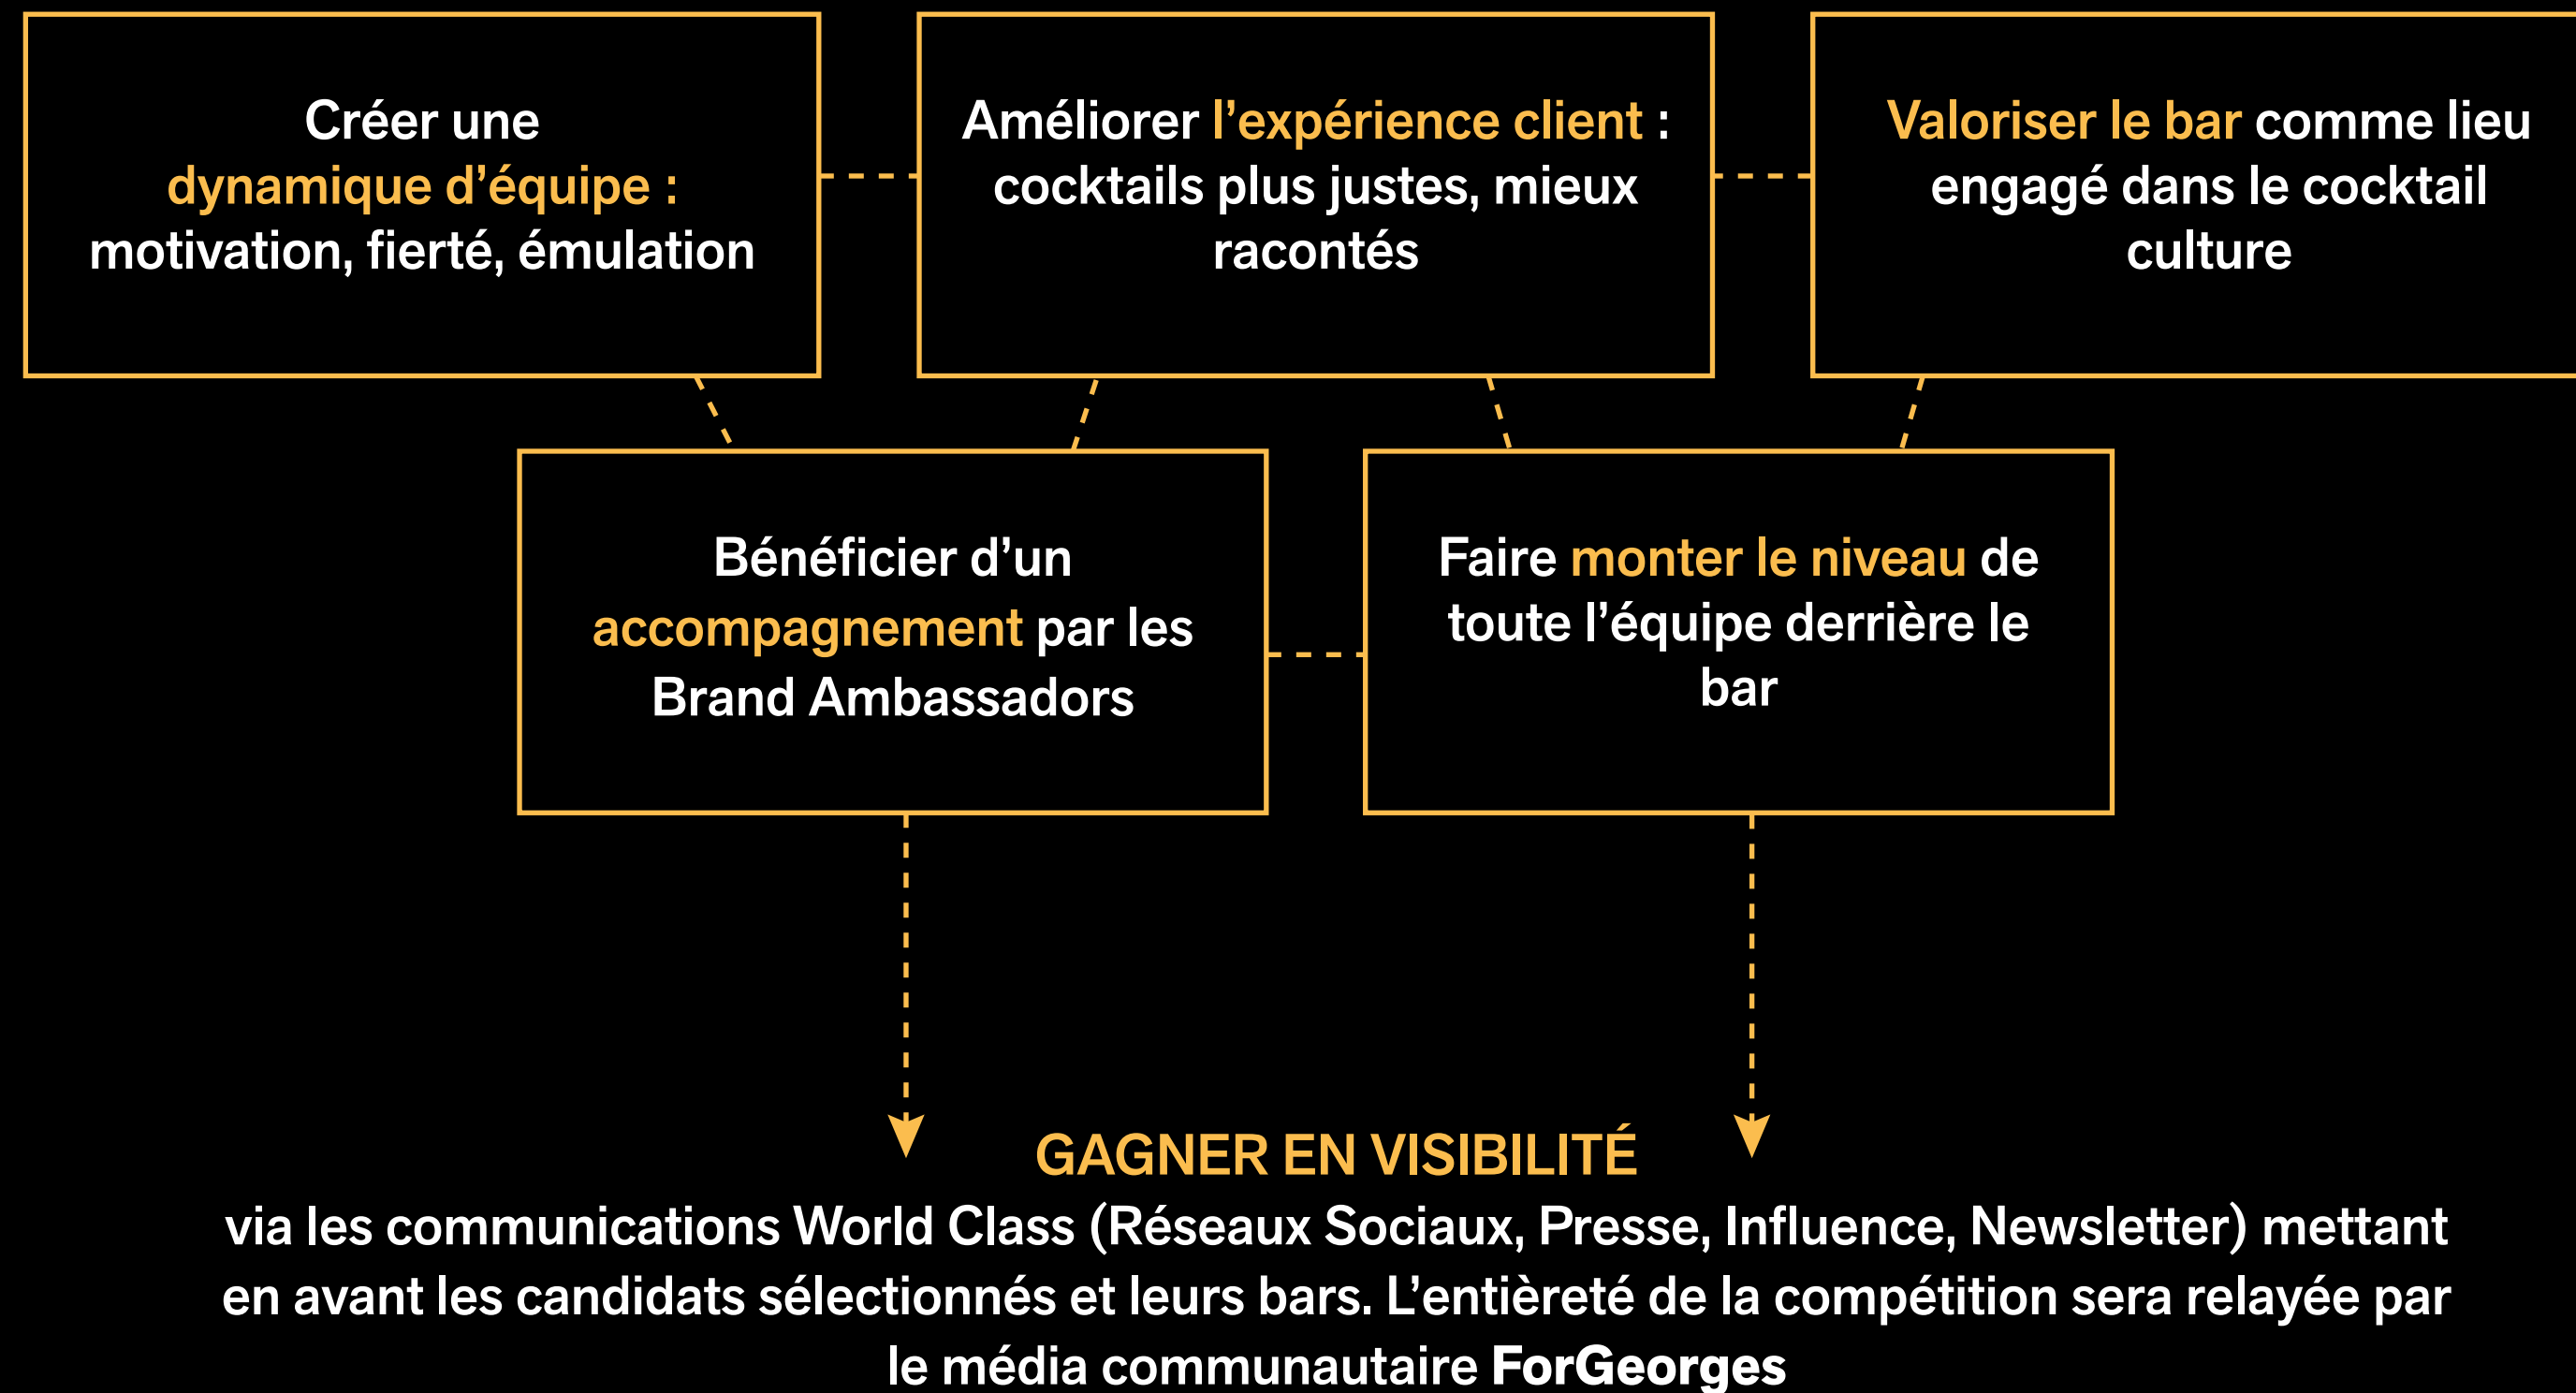 Créer une
dynamique d'équipe :
motivation, fierté, émulation
Améliorer l'expérience client :
cocktails plus justes, mieux
racontés
Valoriser le bar comme lieu
engagé dans le cocktail
culture
Bénéficier d'un
accompagnement par les
Brand Ambassadors
Faire monter le niveau de
toute l'équipe derrière le
bar
GAGNER EN VISIBILITÉ
via les communications World Class (Réseaux Sociaux, Presse, Influence, Newsletter) mettant
en avant les candidats sélectionnés et leurs bars. L'entièreté de la compétition sera relayée par
le média communautaire ForGeorges